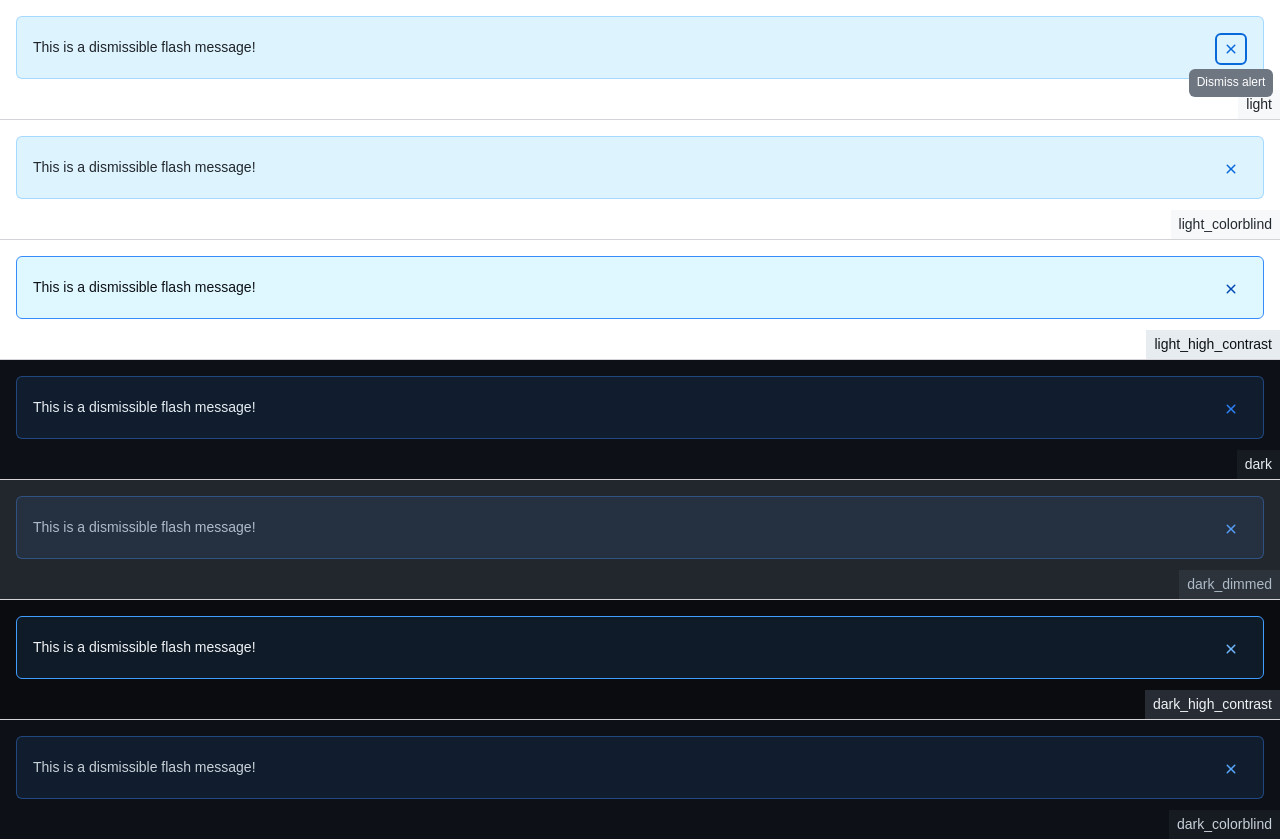 This is a dismissible flash message!
Dismiss alert
light
This is a dismissible flash message!
light_colorblind
This is a dismissible flash message!
light_high_contrast
This is a dismissible flash message!
dark
This is a dismissible flash message!
dark_dimmed
This is a dismissible flash message!
dark_high_contrast
This is a dismissible flash message!
dark_colorblind